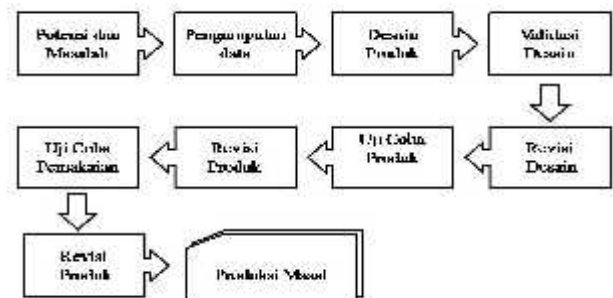 Potensi dan
Masalah
Pengumpulan
data
Desain
Produk
Validasi
Desain
Uji Coba
Pemakaian
Revisi
Produk
Uji Coba
Produk
Revisi
Desain
Revisi
Produk
Produksi Masal